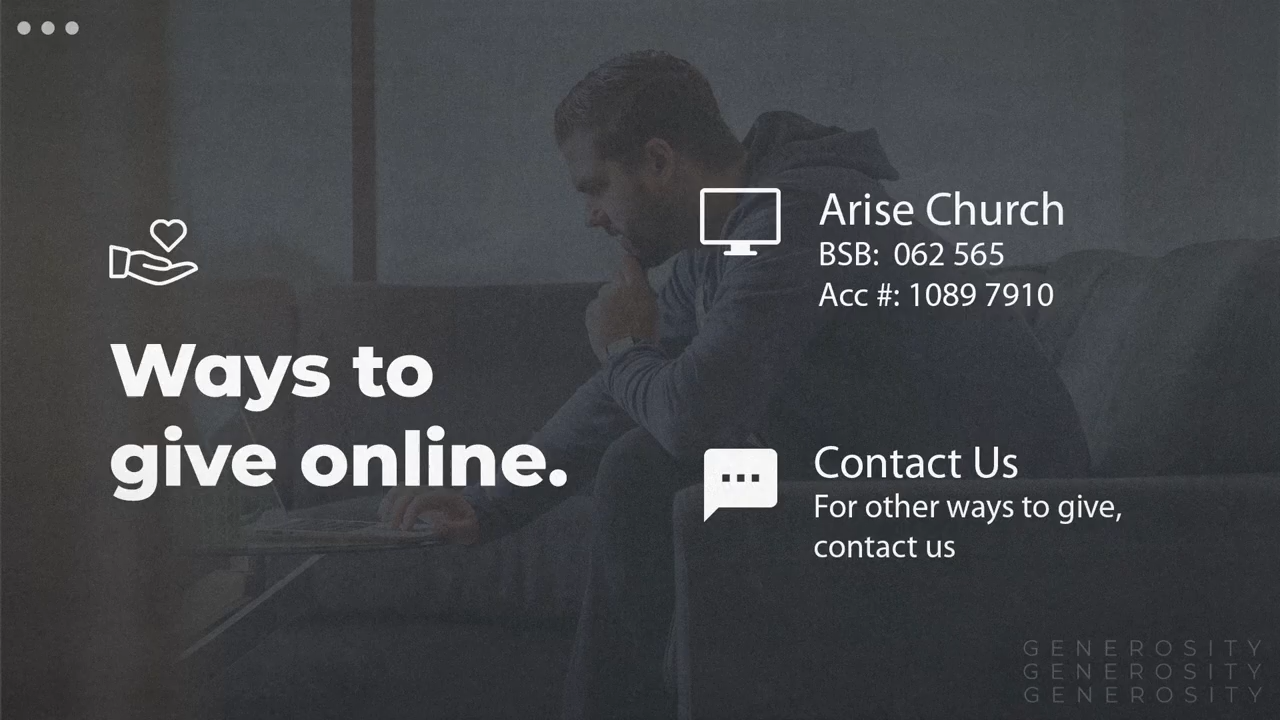 Ways to
give online.
Arise Church
BSB:  062 565
Acc #: 1089 7910
Contact Us
For other ways to give,
contact us
GENEROSITY
GENEROSITY
GENEROSITY